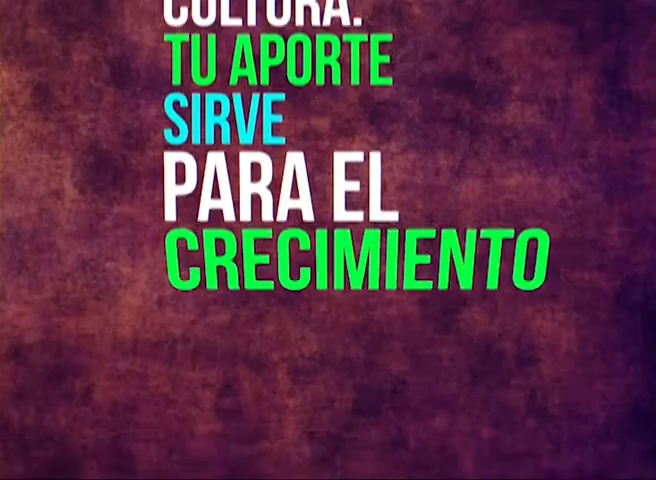 CULTURA.
TU APORTE
SIRVE
PARA EL
CRECIMIENTO